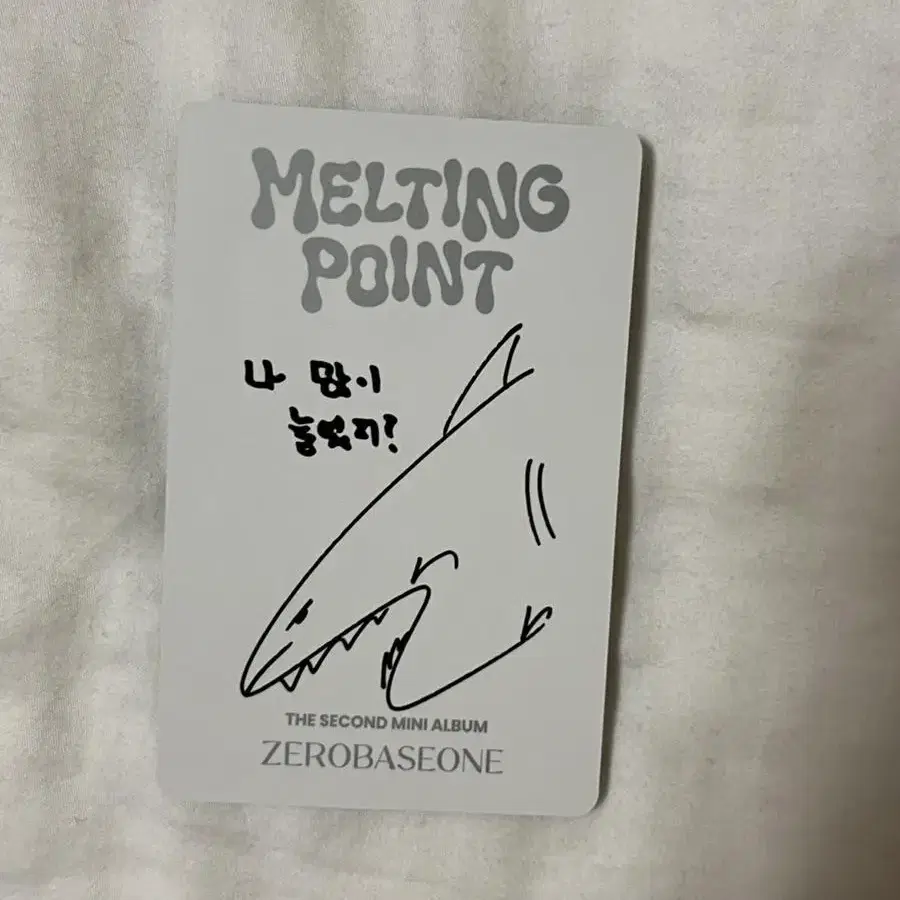 MELTING
POINT
나 많이
늘었지?
THE SECOND MINI ALBUM
ZEROBASEONE